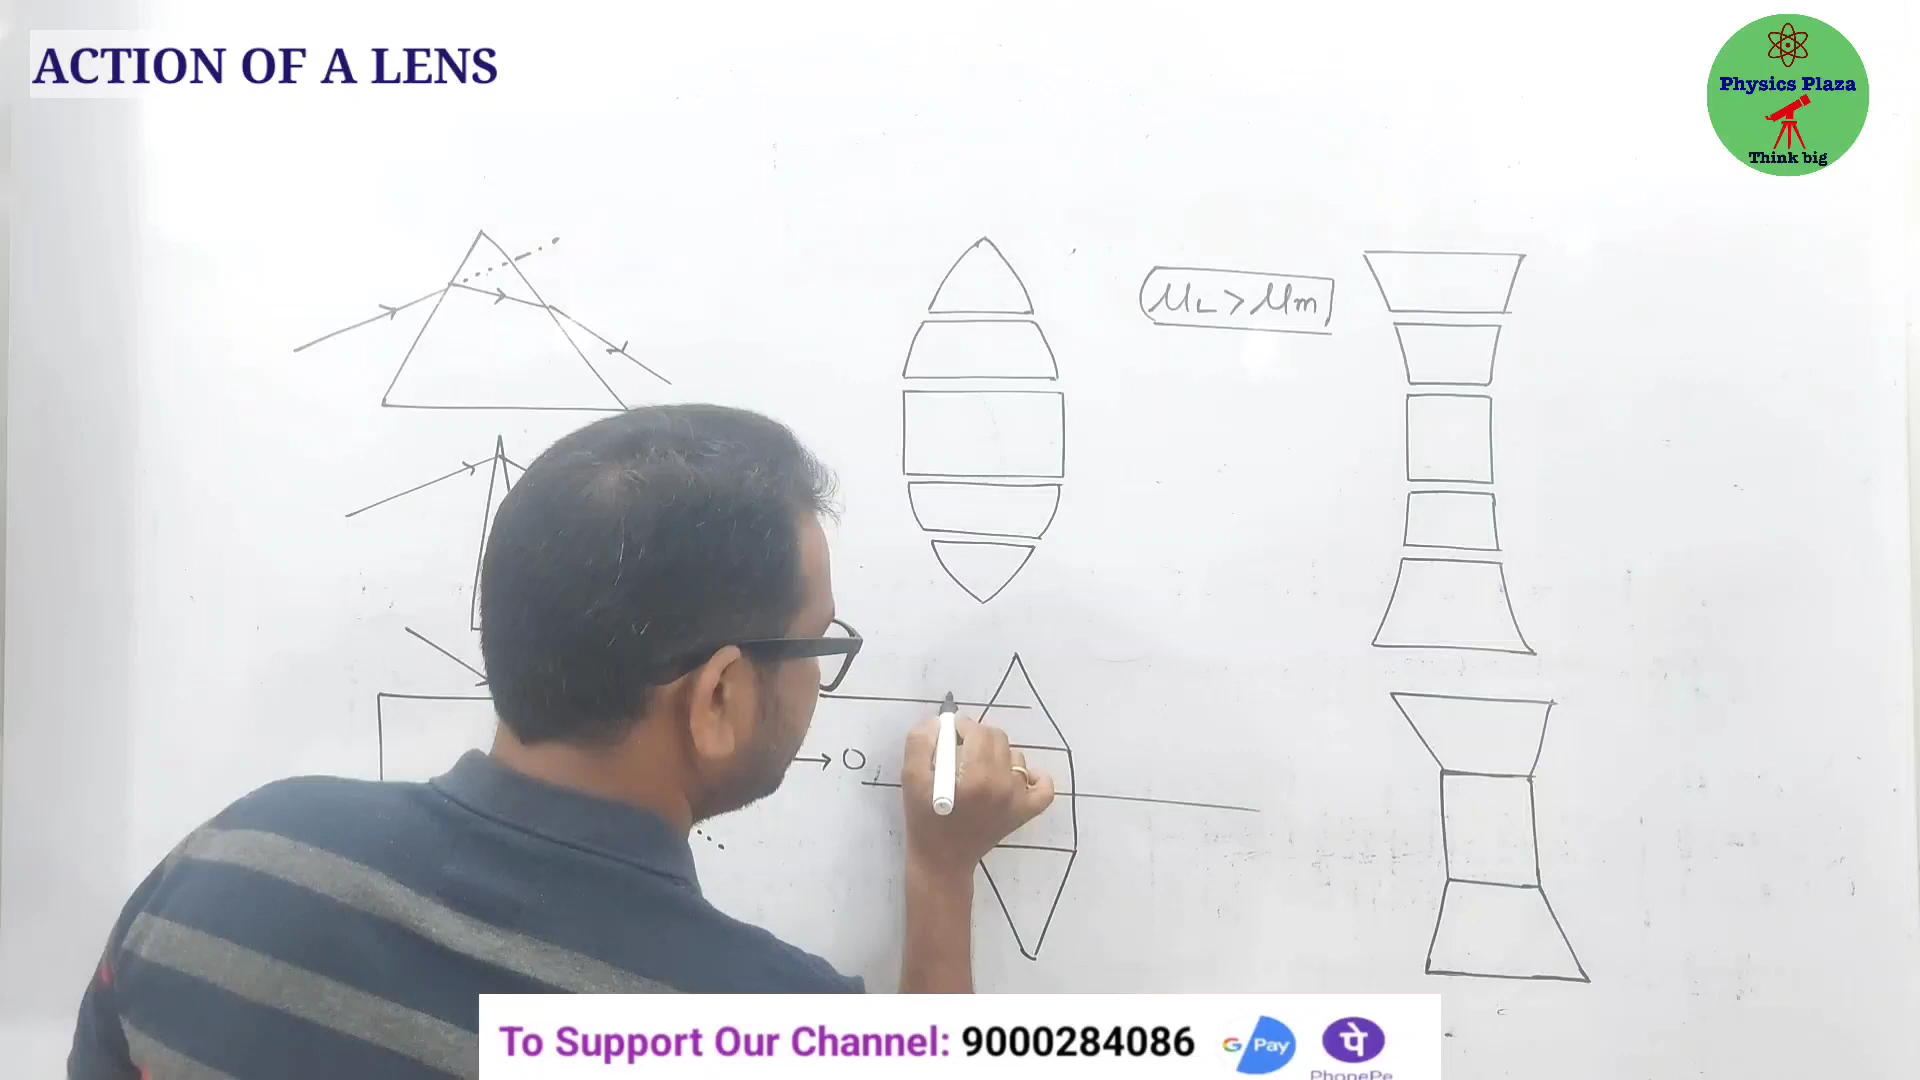 ACTION OF A LENS
Physics Plaza
Think big
μL > μm
→ O
To Support Our Channel: 9000284086
G Pay
पे
PhonePe